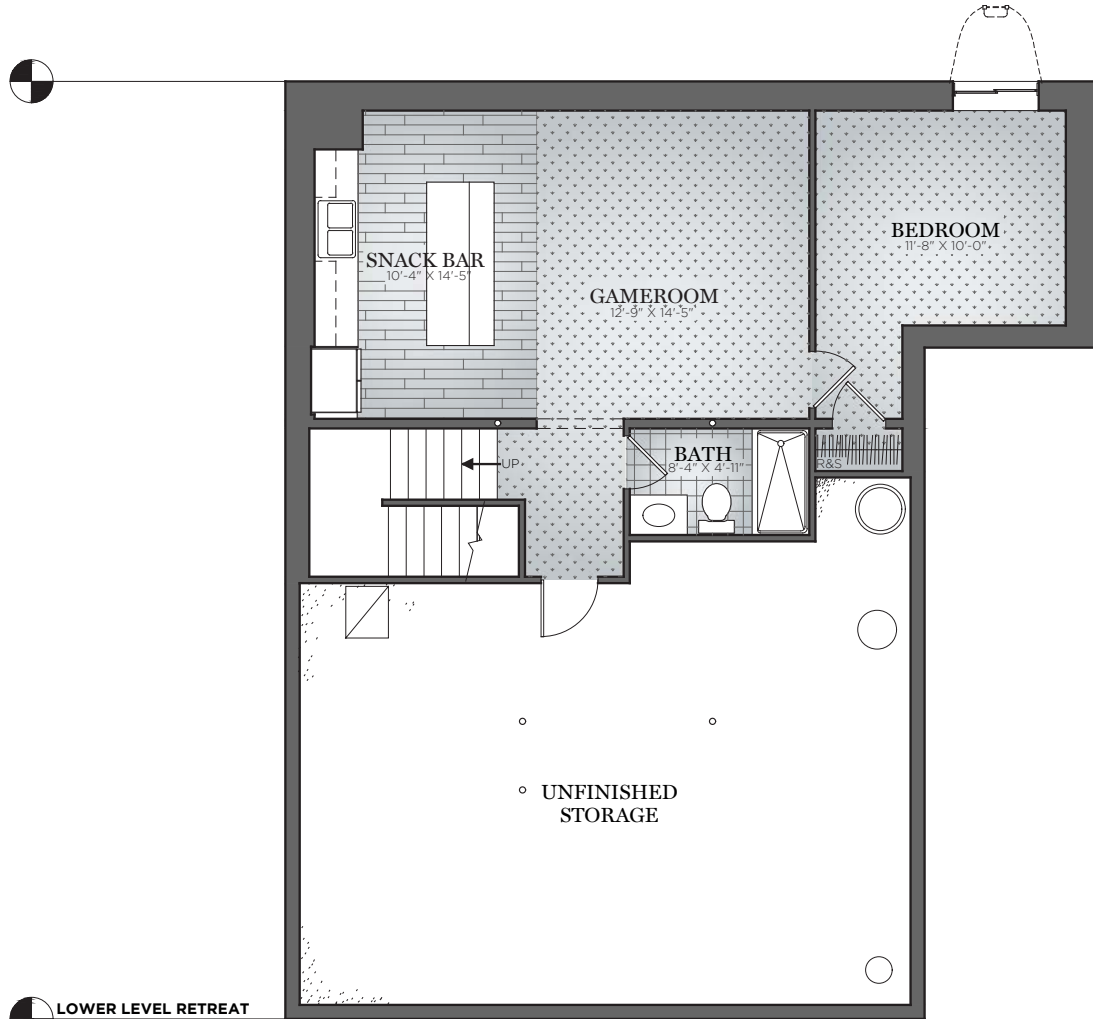 BEDROOM
11'-8" X 10'-0"
SNACK BAR
10'-4" X 14'-5"
GAMEROOM
12'-9" X 14'-5"
UP
BATH
8'-4" X 4'-11"
R&S
UNFINISHED
STORAGE
LOWER LEVEL RETREAT